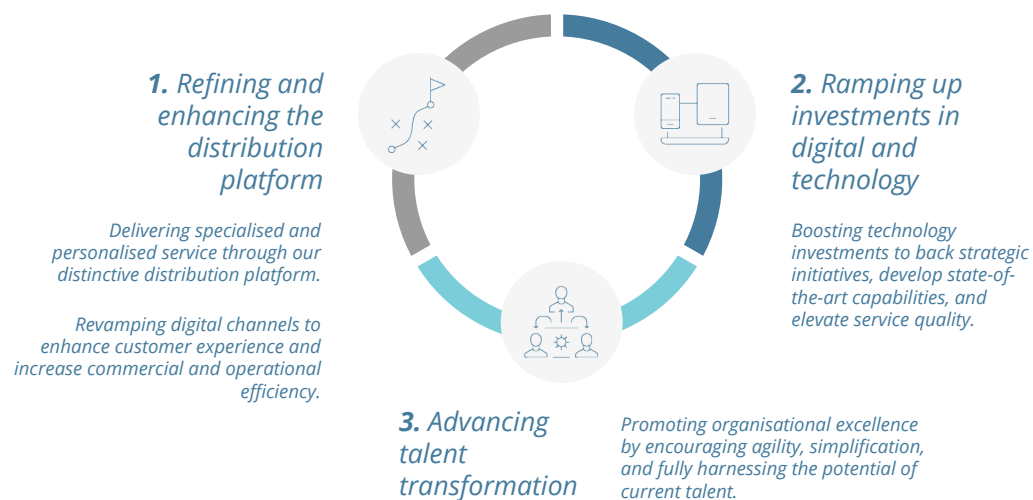 1. Refining and
enhancing the
distribution
platform
Delivering specialised and
personalised service through our
distinctive distribution platform.
Revamping digital channels to
enhance customer experience and
increase commercial and operational
efficiency.
2. Ramping up
investments in
digital and
technology
Boosting technology
investments to back strategic
initiatives, develop state-of-
the-art capabilities, and
elevate service quality.
3. Advancing
talent
transformation
Promoting organisational excellence
by encouraging agility, simplification,
and fully harnessing the potential of
current talent.